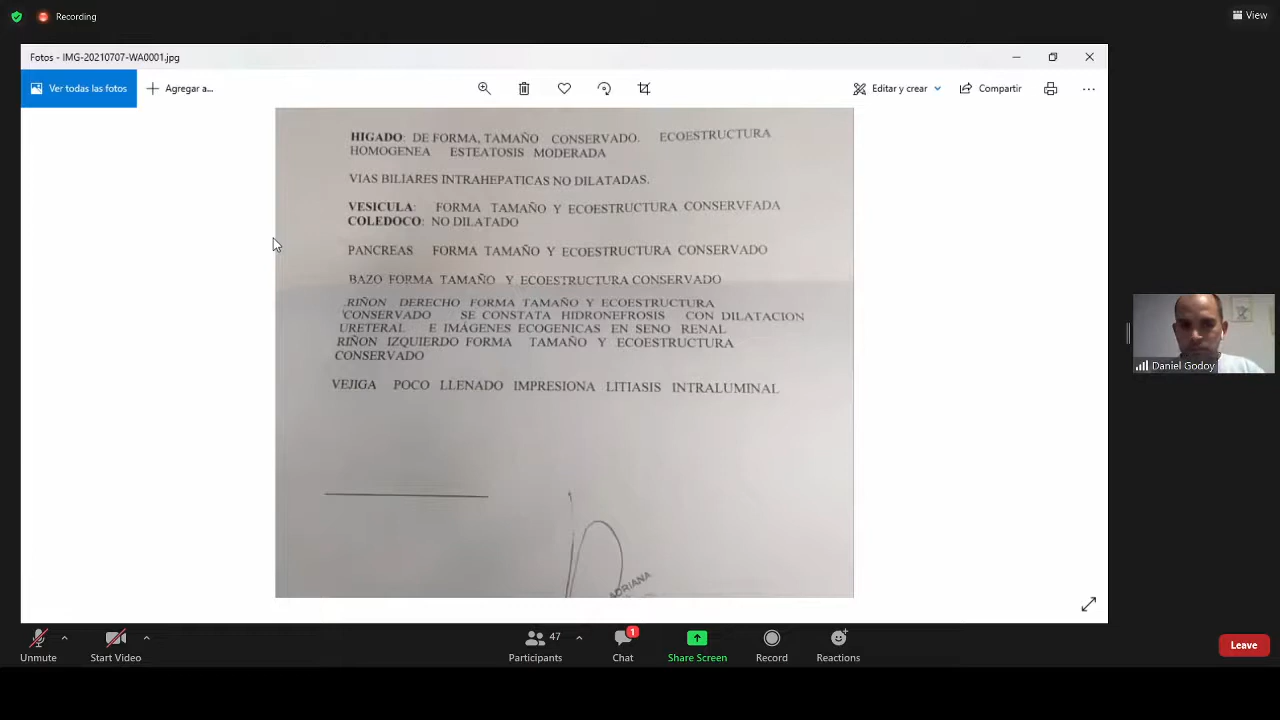 Recording
View
Fotos - IMG-20210707-WA0001.jpg
Ver todas las fotos
Agregar a...
Editar y crear
Compartir
HIGADO: DE FORMA, TAMAÑO CONSERVADO. ECOESTRUCTURA
HOMOGENEA ESTEATOSIS MODERADA
VIAS BILIARES INTRAHEPATICAS NO DILATADAS.
VESICULA: FORMA TAMAÑO Y ECOESTRUCTURA CONSERVFADA
COLEDOCO: NO DILATADO
PANCREAS FORMA TAMAÑO Y ECOESTRUCTURA CONSERVADO
BAZO FORMA TAMAÑO Y ECOESTRUCTURA CONSERVADO
.RIÑON DERECHO FORMA TAMAÑO Y ECOESTRUCTURA
CONSERVADO SE CONSTATA HIDRONEFROSIS CON DILATACION
URETERAL E IMÁGENES ECOGENICAS EN SENO RENAL
RIÑON IZQUIERDO FORMA TAMAÑO Y ECOESTRUCTURA
CONSERVADO
VEJIGA POCO LLENADO IMPRESIONA LITIASIS INTRALUMINAL
ADRIANA
Daniel Godoy
Unmute
Start Video
47
Participants
1
Chat
Share Screen
Record
Reactions
Leave